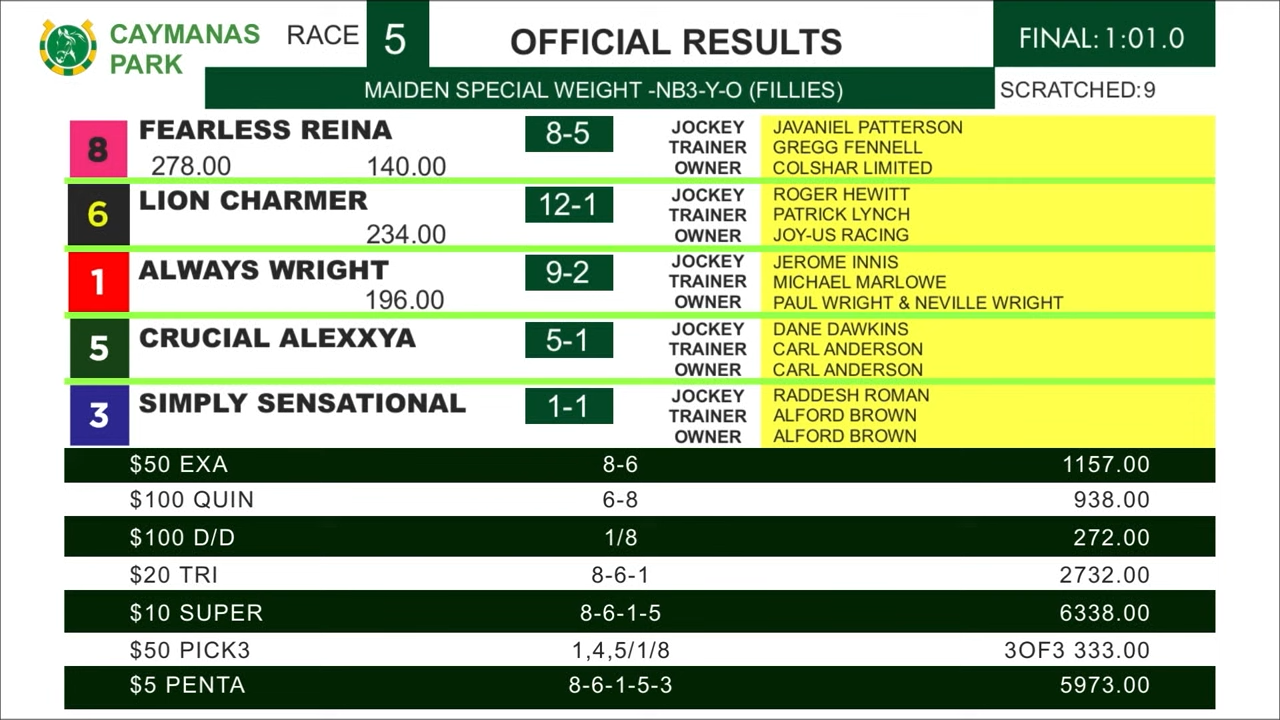 CAYMANAS PARK
RACE 5
OFFICIAL RESULTS
FINAL: 1:01.0
MAIDEN SPECIAL WEIGHT -NB3-Y-O (FILLIES)
SCRATCHED:9
8 FEARLESS REINA 8-5
278.00 140.00
JOCKEY JAVANIEL PATTERSON
TRAINER GREGG FENNELL
OWNER COLSHAR LIMITED
6 LION CHARMER 12-1
234.00
JOCKEY ROGER HEWITT
TRAINER PATRICK LYNCH
OWNER JOY-US RACING
1 ALWAYS WRIGHT 9-2
196.00
JOCKEY JEROME INNIS
TRAINER MICHAEL MARLOWE
OWNER PAUL WRIGHT & NEVILLE WRIGHT
5 CRUCIAL ALEXXYA 5-1
JOCKEY DANE DAWKINS
TRAINER CARL ANDERSON
OWNER CARL ANDERSON
3 SIMPLY SENSATIONAL 1-1
JOCKEY RADDESH ROMAN
TRAINER ALFORD BROWN
OWNER ALFORD BROWN
$50 EXA 8-6 1157.00
$100 QUIN 6-8 938.00
$100 D/D 1/8 272.00
$20 TRI 8-6-1 2732.00
$10 SUPER 8-6-1-5 6338.00
$50 PICK3 1,4,5/1/8 3OF3 333.00
$5 PENTA 8-6-1-5-3 5973.00